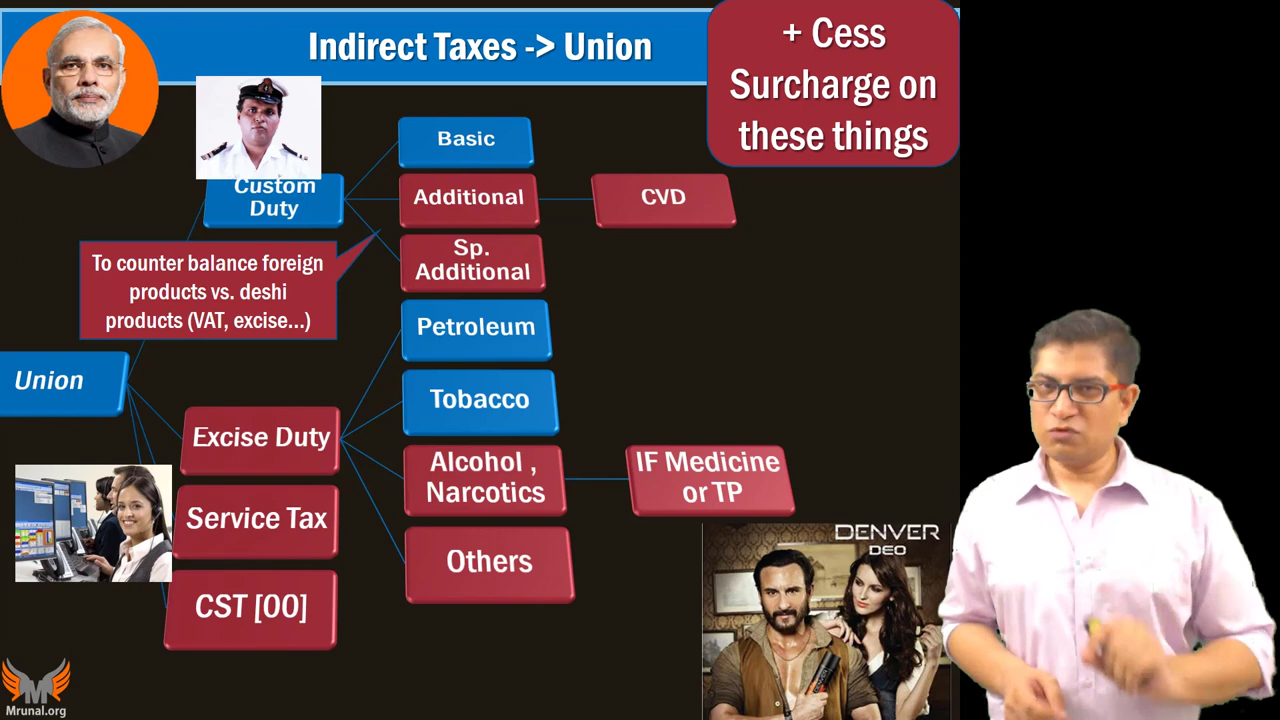 Indirect Taxes -> Union
+ Cess
Surcharge on
these things
Custom
Duty
Basic
Additional
CVD
Sp.
Additional
To counter balance foreign
products vs. deshi
products (VAT, excise...)
Petroleum
Union
Tobacco
Excise Duty
Alcohol ,
Narcotics
IF Medicine
or TP
Service Tax
Others
DENVER
DEO
CST [00]
Mrunal.org